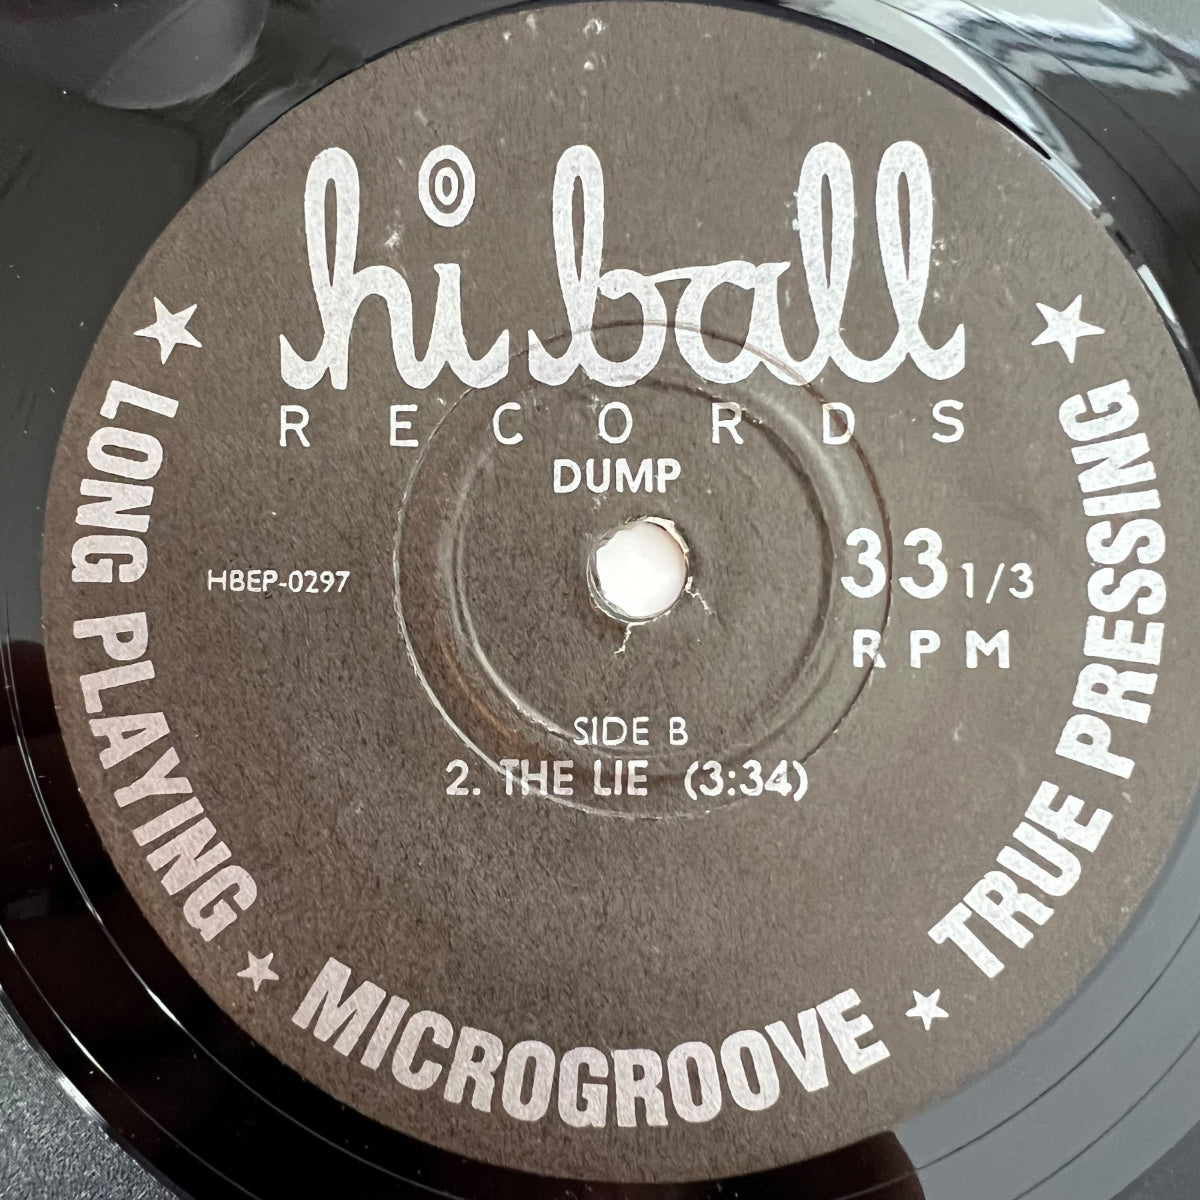 hi ball
RECORDS
DUMP
HBEP-0297
33 1/3
RPM
SIDE B
2. THE LIE (3:34)
★ LONG PLAYING ★ MICROGROOVE ★ TRUE PRESSING ★